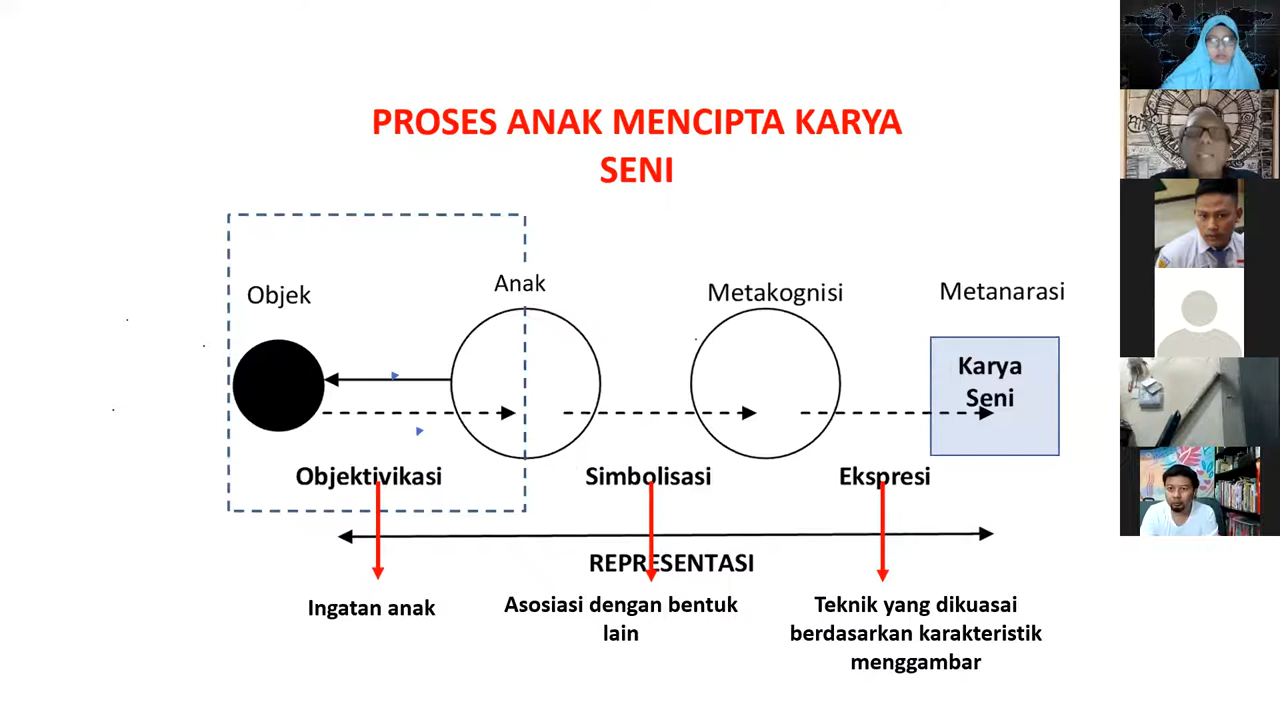 PROSES ANAK MENCIPTA KARYA
SENI
Objek
Anak
Metakognisi
Metanarasi
Karya
Seni
Objektivikasi
Simbolisasi
Ekspresi
REPRESENTASI
Ingatan anak
Asosiasi dengan bentuk
lain
Teknik yang dikuasai
berdasarkan karakteristik
menggambar